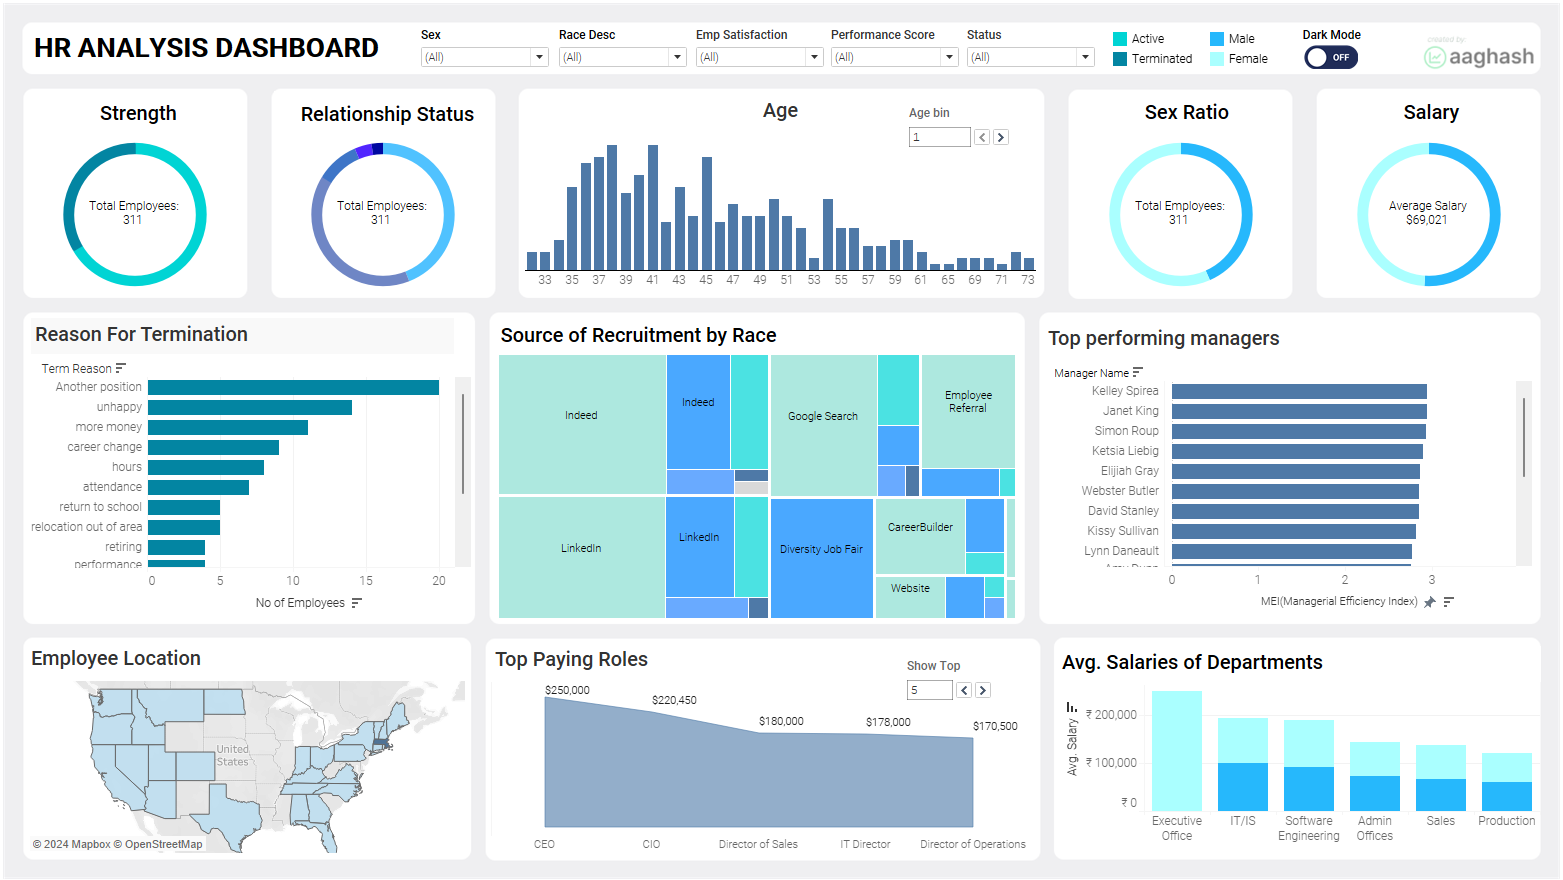 HR ANALYSIS DASHBOARD
Sex
(All)
Race Desc
(All)
Emp Satisfaction
(All)
Performance Score
(All)
Status
(All)
Active
Terminated
Male
Female
Dark Mode
OFF
created by:
aaghash
Strength
Total Employees:
311
Relationship Status
Total Employees:
311
Age
Age bin
1
33 35 37 39 41 43 45 47 49 51 53 55 57 59 61 65 69 71 73
Sex Ratio
Total Employees:
311
Salary
Average Salary
$69,021
Reason For Termination
Term Reason
Another position
unhappy
more money
career change
hours
attendance
return to school
relocation out of area
retiring
performance
0 5 10 15 20
No of Employees
Source of Recruitment by Race
Indeed
Indeed
Google Search
Employee
Referral
LinkedIn
LinkedIn
Diversity Job Fair
CareerBuilder
Website
Top performing managers
Manager Name
Kelley Spirea
Janet King
Simon Roup
Ketsia Liebig
Elijiah Gray
Webster Butler
David Stanley
Kissy Sullivan
Lynn Daneault
0 1 2 3
MEI(Managerial Efficiency Index)
Employee Location
United
States
© 2024 Mapbox © OpenStreetMap
Top Paying Roles
Show Top
5
$250,000
$220,450
$180,000
$178,000
$170,500
CEO
CIO
Director of Sales
IT Director
Director of Operations
Avg. Salaries of Departments
Avg. Salary
₹ 200,000
₹ 100,000
₹ 0
Executive
Office
IT/IS
Software
Engineering
Admin
Offices
Sales
Production